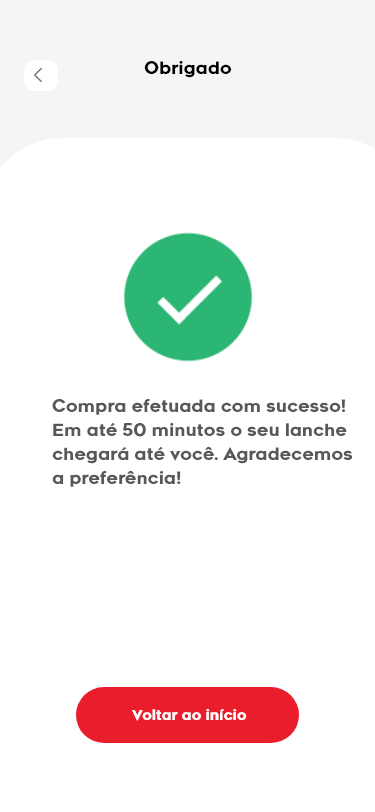 Obrigado
Compra efetuada com sucesso!
Em até 50 minutos o seu lanche
chegará até você. Agradecemos
a preferência!
Voltar ao início